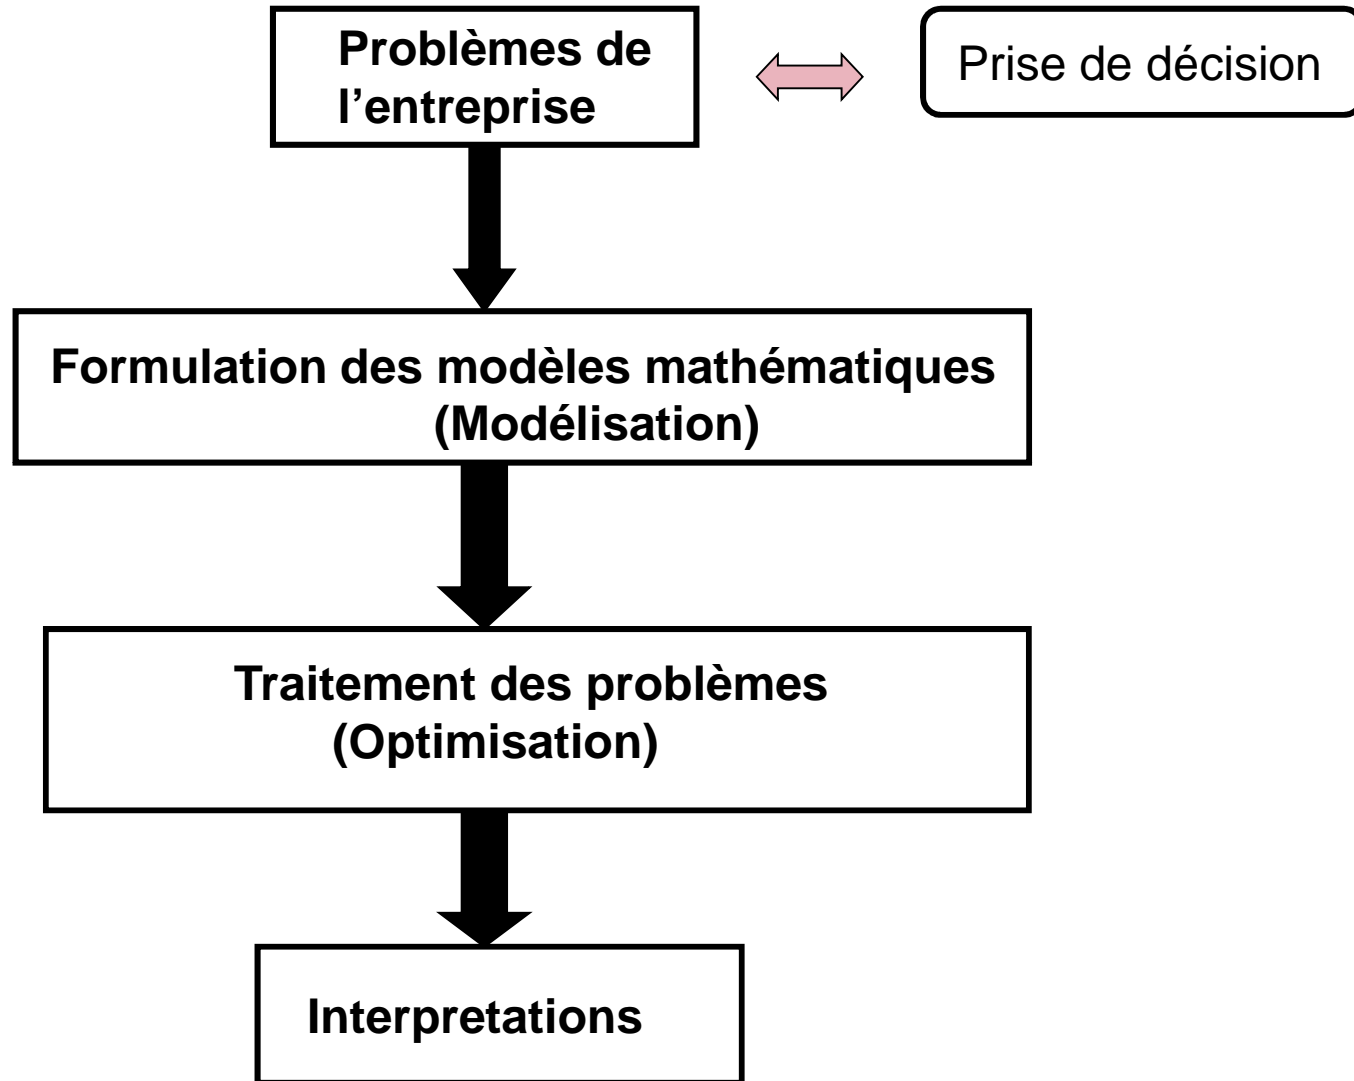 Problèmes de
l’entreprise
Prise de décision
Formulation des modèles mathématiques
(Modélisation)
Traitement des problèmes
(Optimisation)
Interpretations